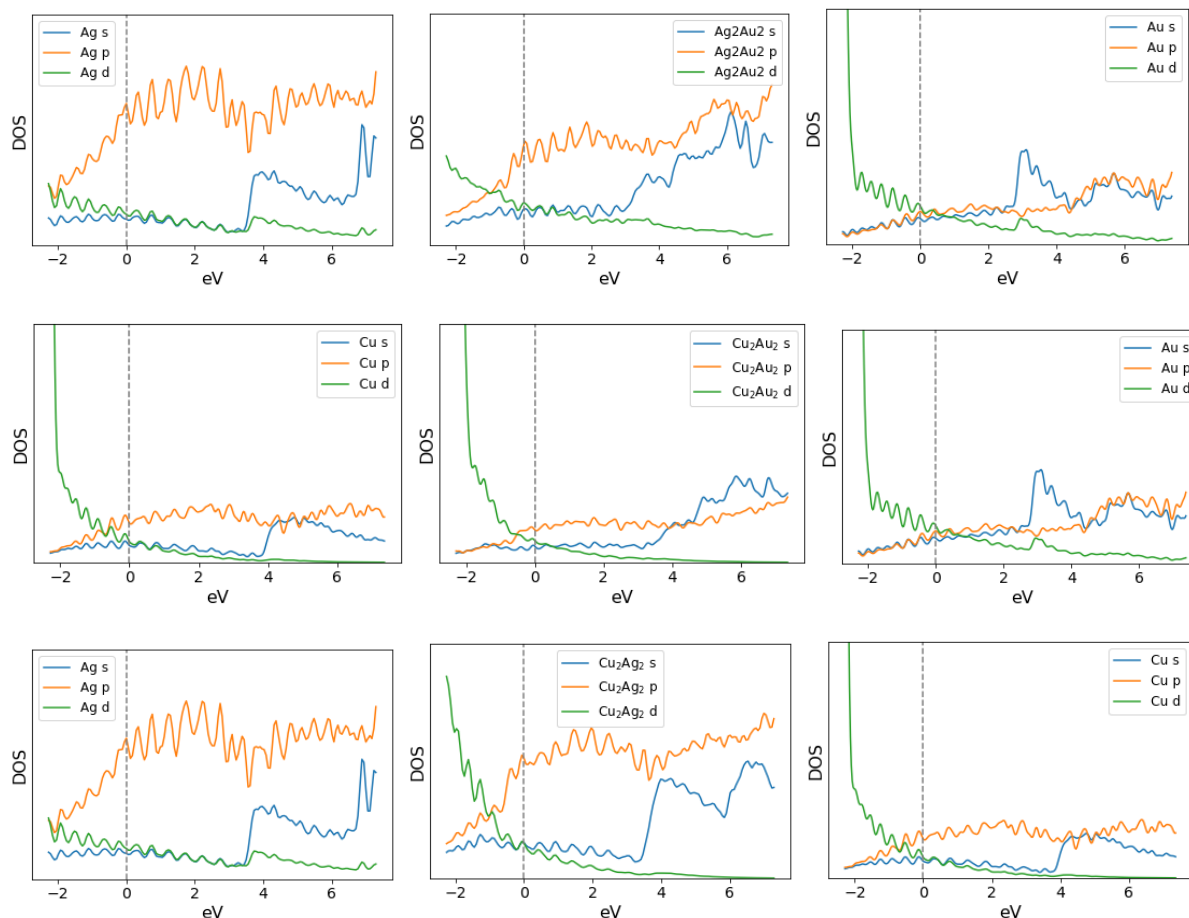 Ag s
Ag p
Ag d
DOS
−2 0 2 4 6
eV
Ag2Au2 s
Ag2Au2 p
Ag2Au2 d
DOS
−2 0 2 4 6
eV
Au s
Au p
Au d
DOS
−2 0 2 4 6
eV
Cu s
Cu p
Cu d
DOS
−2 0 2 4 6
eV
Cu₂Au₂ s
Cu₂Au₂ p
Cu₂Au₂ d
DOS
−2 0 2 4 6
eV
Au s
Au p
Au d
DOS
−2 0 2 4 6
eV
Ag s
Ag p
Ag d
DOS
−2 0 2 4 6
eV
Cu₂Ag₂ s
Cu₂Ag₂ p
Cu₂Ag₂ d
DOS
−2 0 2 4 6
eV
Cu s
Cu p
Cu d
DOS
−2 0 2 4 6
eV